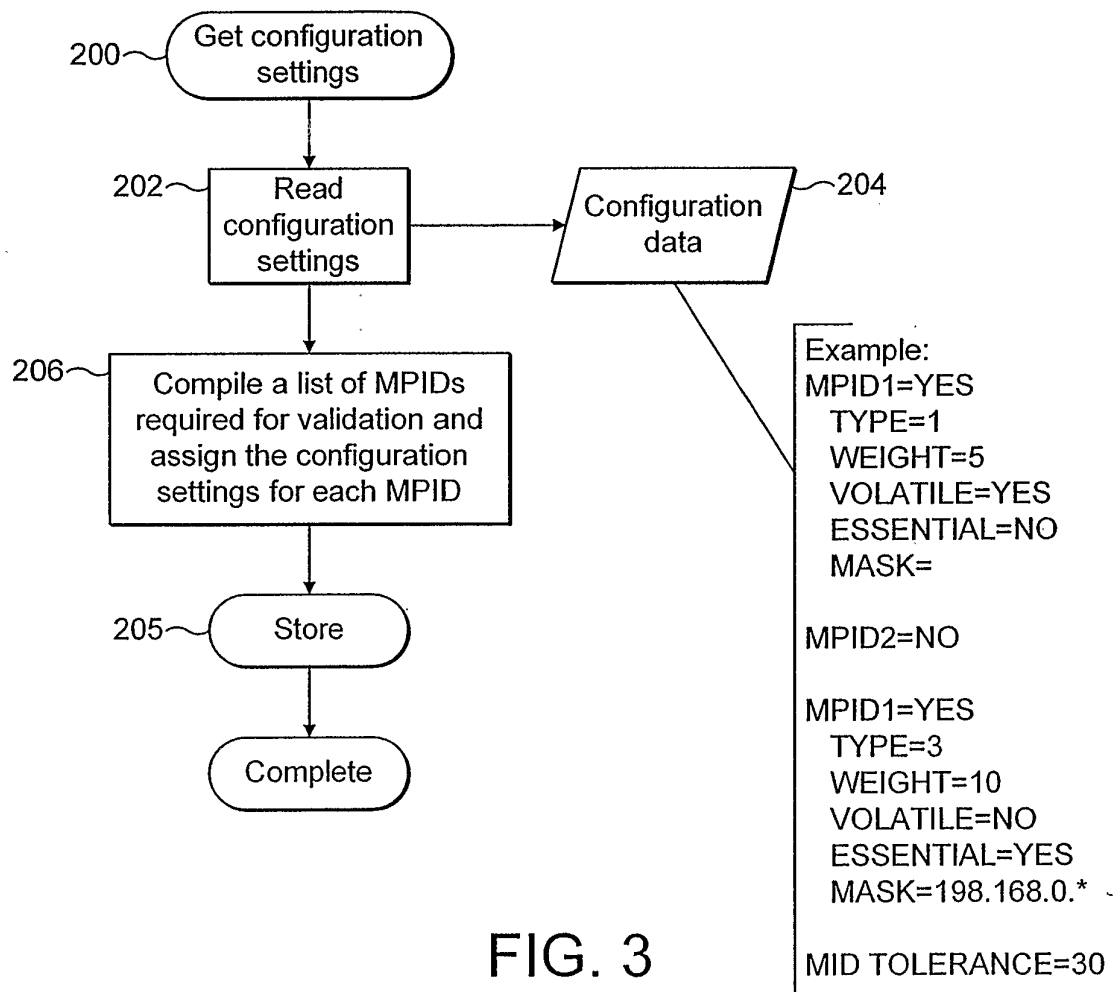 200
Get configuration
settings
202
Read
configuration
settings
Configuration
data
204
206
Compile a list of MPIDs
required for validation and
assign the configuration
settings for each MPID
205
Store
Complete
Example:
MPID1=YES
TYPE=1
WEIGHT=5
VOLATILE=YES
ESSENTIAL=NO
MASK=
MPID2=NO
MPID1=YES
TYPE=3
WEIGHT=10
VOLATILE=NO
ESSENTIAL=YES
MASK=198.168.0.*
MID TOLERANCE=30
FIG. 3